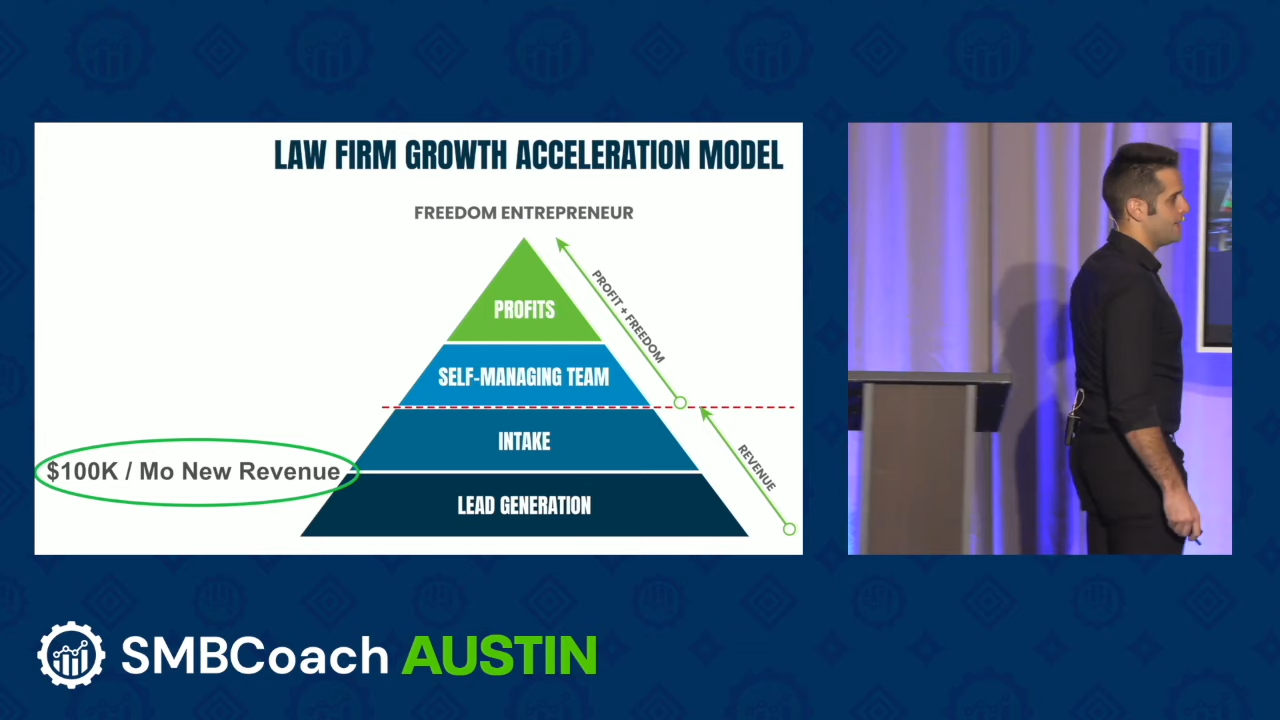 LAW FIRM GROWTH ACCELERATION MODEL
FREEDOM ENTREPRENEUR
PROFITS
PROFIT + FREEDOM
SELF-MANAGING TEAM
INTAKE
REVENUE
$100K / Mo New Revenue
LEAD GENERATION
SMBCoach AUSTIN